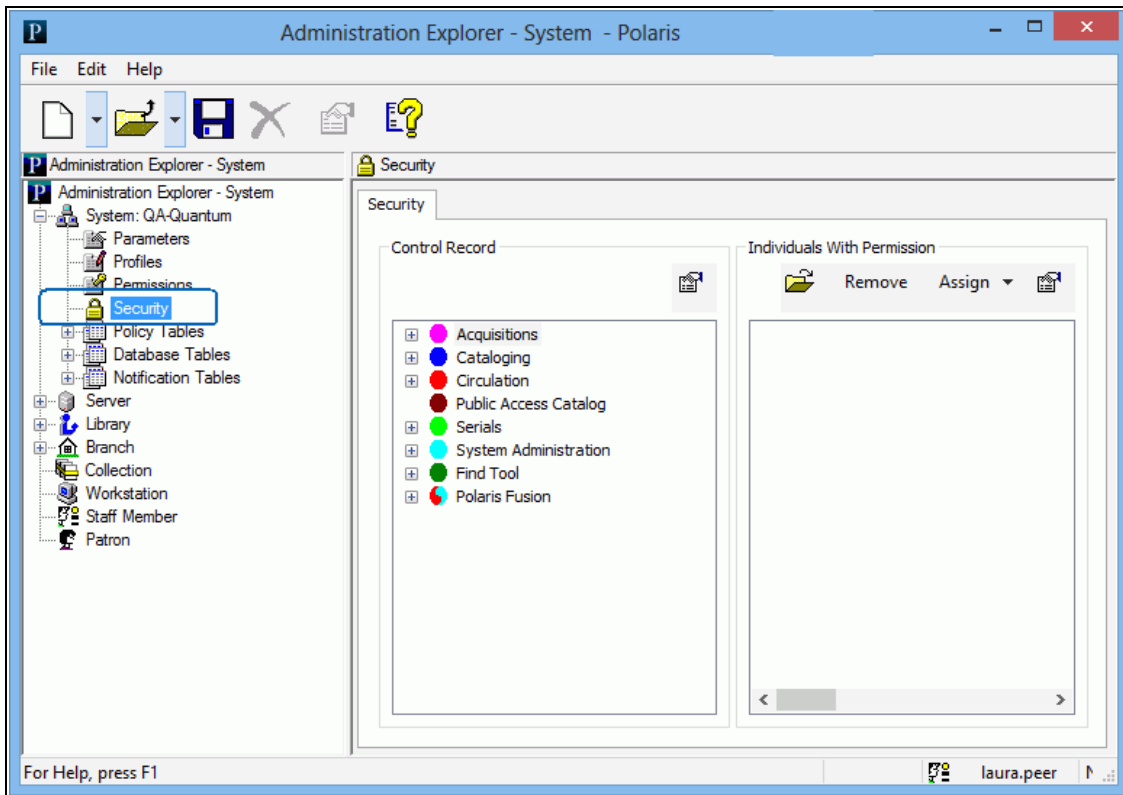 P
Administration Explorer - System - Polaris
File Edit Help
P Administration Explorer - System
Security
P Administration Explorer - System
System: QA-Quantum
Parameters
Profiles
Permissions
Security
Policy Tables
Database Tables
Notification Tables
Server
Library
Branch
Collection
Workstation
Staff Member
Patron
Security
Control Record
Acquisitions
Cataloging
Circulation
Public Access Catalog
Serials
System Administration
Find Tool
Polaris Fusion
Individuals With Permission
Remove Assign
For Help, press F1
laura.peer